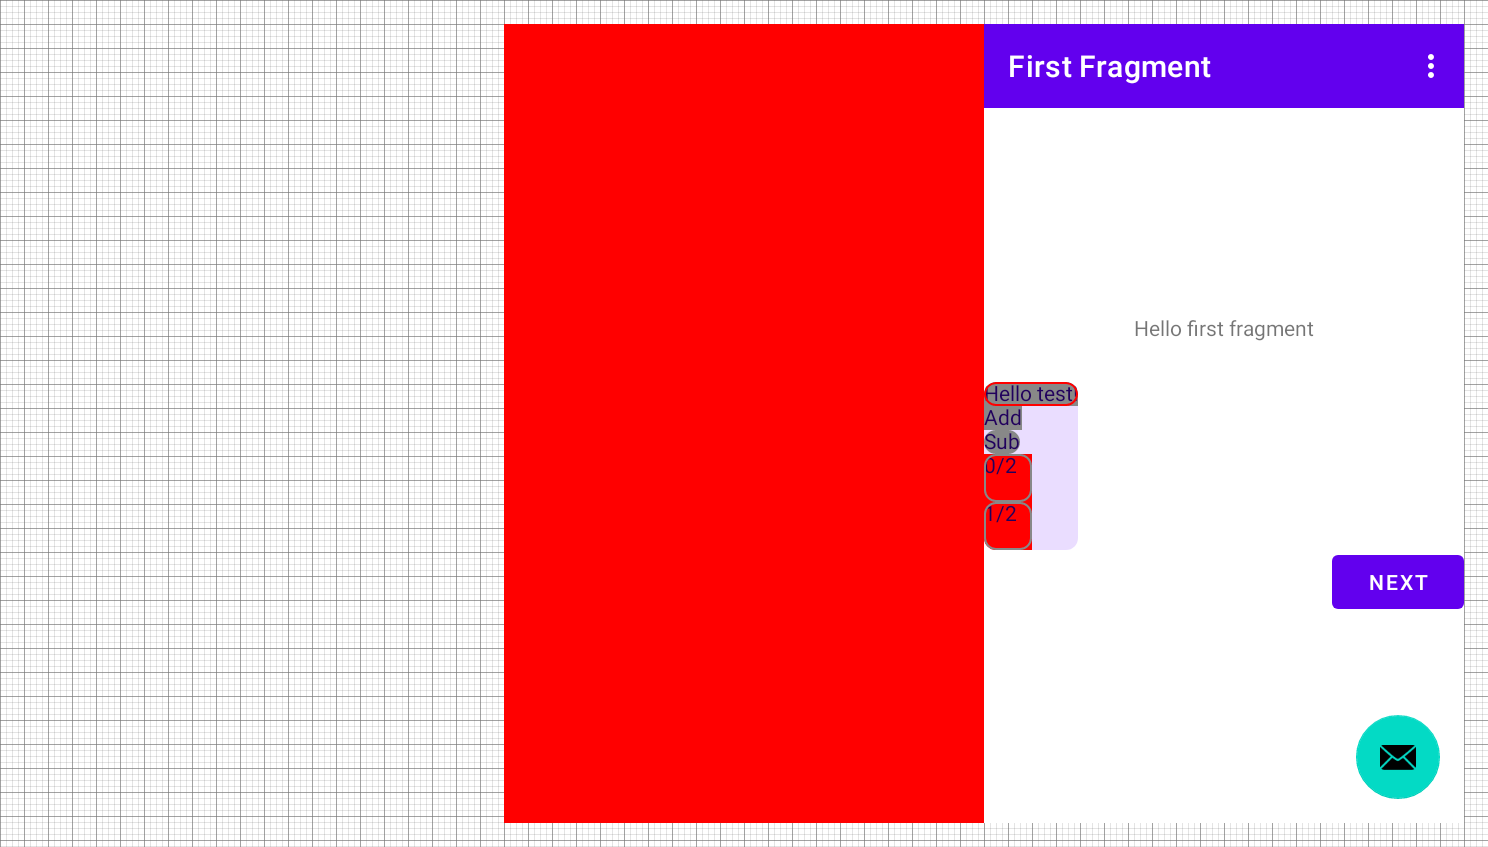 First Fragment
Hello first fragment
Hello test
Add
Sub
0/2
1/2
NEXT